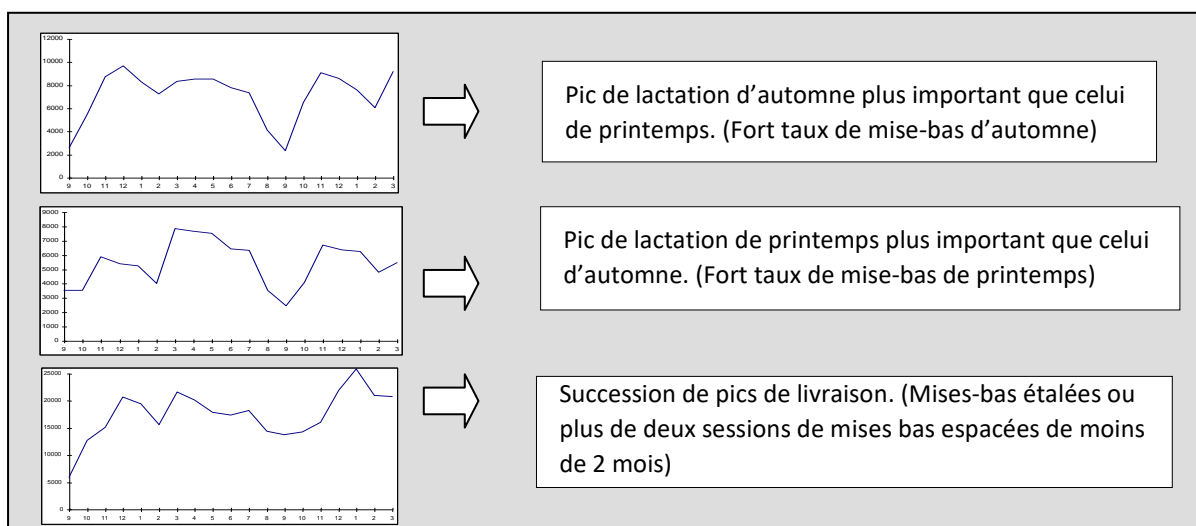 12000
10000
8000
6000
4000
2000
0
9 10 11 12 1 2 3 4 5 6 7 8 9 10 11 12 1 2 3
Pic de lactation d’automne plus important que celui
de printemps. (Fort taux de mise-bas d’automne)
9000
8000
7000
6000
5000
4000
3000
2000
1000
0
9 10 11 12 1 2 3 4 5 6 7 8 9 10 11 12 1 2 3
Pic de lactation de printemps plus important que celui
d’automne. (Fort taux de mise-bas de printemps)
25000
20000
15000
10000
5000
0
9 10 11 12 1 2 3 4 5 6 7 8 9 10 11 12 1 2 3
Succession de pics de livraison. (Mises-bas étalées ou
plus de deux sessions de mises bas espacées de moins
de 2 mois)